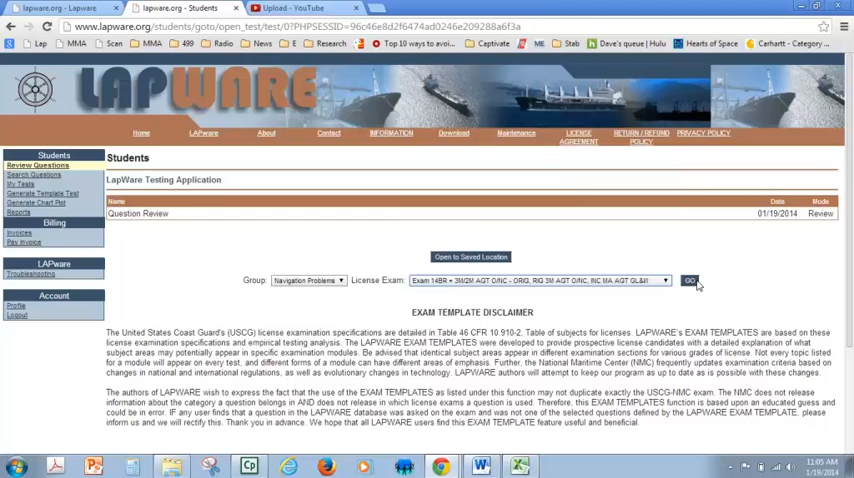 lapware.org - Lapware
lapware.org - Students
Upload - YouTube
www.lapware.org/students/goto/open_test/test/0?PHPSESSID=96c46e8d2f6474ad0246e209286a8f3a
Lap
MMA
Scan
MMA
499
Radio
News
E
Research
Top 10 ways to avoi...
Captivate
ME
Stab
Dave's queue | Hulu
Hearts of Space
Carhartt - Category ...
LAPWARE
Home
LAPware
About
Contact
INFORMATION
Download
Maintenance
LICENSE AGREEMENT
RETURN / REFUND POLICY
PRIVACY POLICY
Students
Review Questions
Search Questions
My Tests
Generate Template Test
Generate Chart Plot
Reports
Billing
Invoices
Pay invoice
LAPware
Troubleshooting
Account
Profile
Logout
Students
LapWare Testing Application
Name Date Mode
Question Review 01/19/2014 Review
Open to Saved Location
Group: Navigation Problems License Exam: Exam 14BR + 3M/2M AGT O/NC - ORIG, RIG 3M AGT O/NC, INC MA AGT GL&I/I GO
EXAM TEMPLATE DISCLAIMER
The United States Coast Guard's (USCG) license examination specifications are detailed in Table 46 CFR 10.910-2, Table of subjects for licenses. LAPWARE's EXAM TEMPLATES are based on these
license examination specifications and empirical testing analysis. The LAPWARE EXAM TEMPLATES were developed to provide prospective license candidates with a detailed explanation of what
subject areas may potentially appear in specific examination modules. Be advised that identical subject areas appear in different examination sections for various grades of license. Not every topic listed
for a module will appear on every test, and different forms of a module can have different areas of emphasis. Further, the National Maritime Center (NMC) frequently updates examination criteria based on
changes in national and international regulations, as well as evolutionary changes in technology. LAPWARE authors will attempt to keep our program as up to date as is possible with these changes.
The authors of LAPWARE wish to express the fact that the use of the EXAM TEMPLATES as listed under this function may not duplicate exactly the USCG-NMC exam. The NMC does not release
information about the category a question belongs in AND does not release in which license exams a question is used. Therefore, this EXAM TEMPLATES function is based upon an educated guess and
could be in error. IF any user finds that a question in the LAPWARE database was asked on the exam and was not one of the selected questions defined by the LAPWARE EXAM TEMPLATE, please
inform us and we will rectify this. Thank you in advance. We hope that all LAPWARE users find this EXAM TEMPLATE feature useful and beneficial.
11:05 AM
1/19/2014